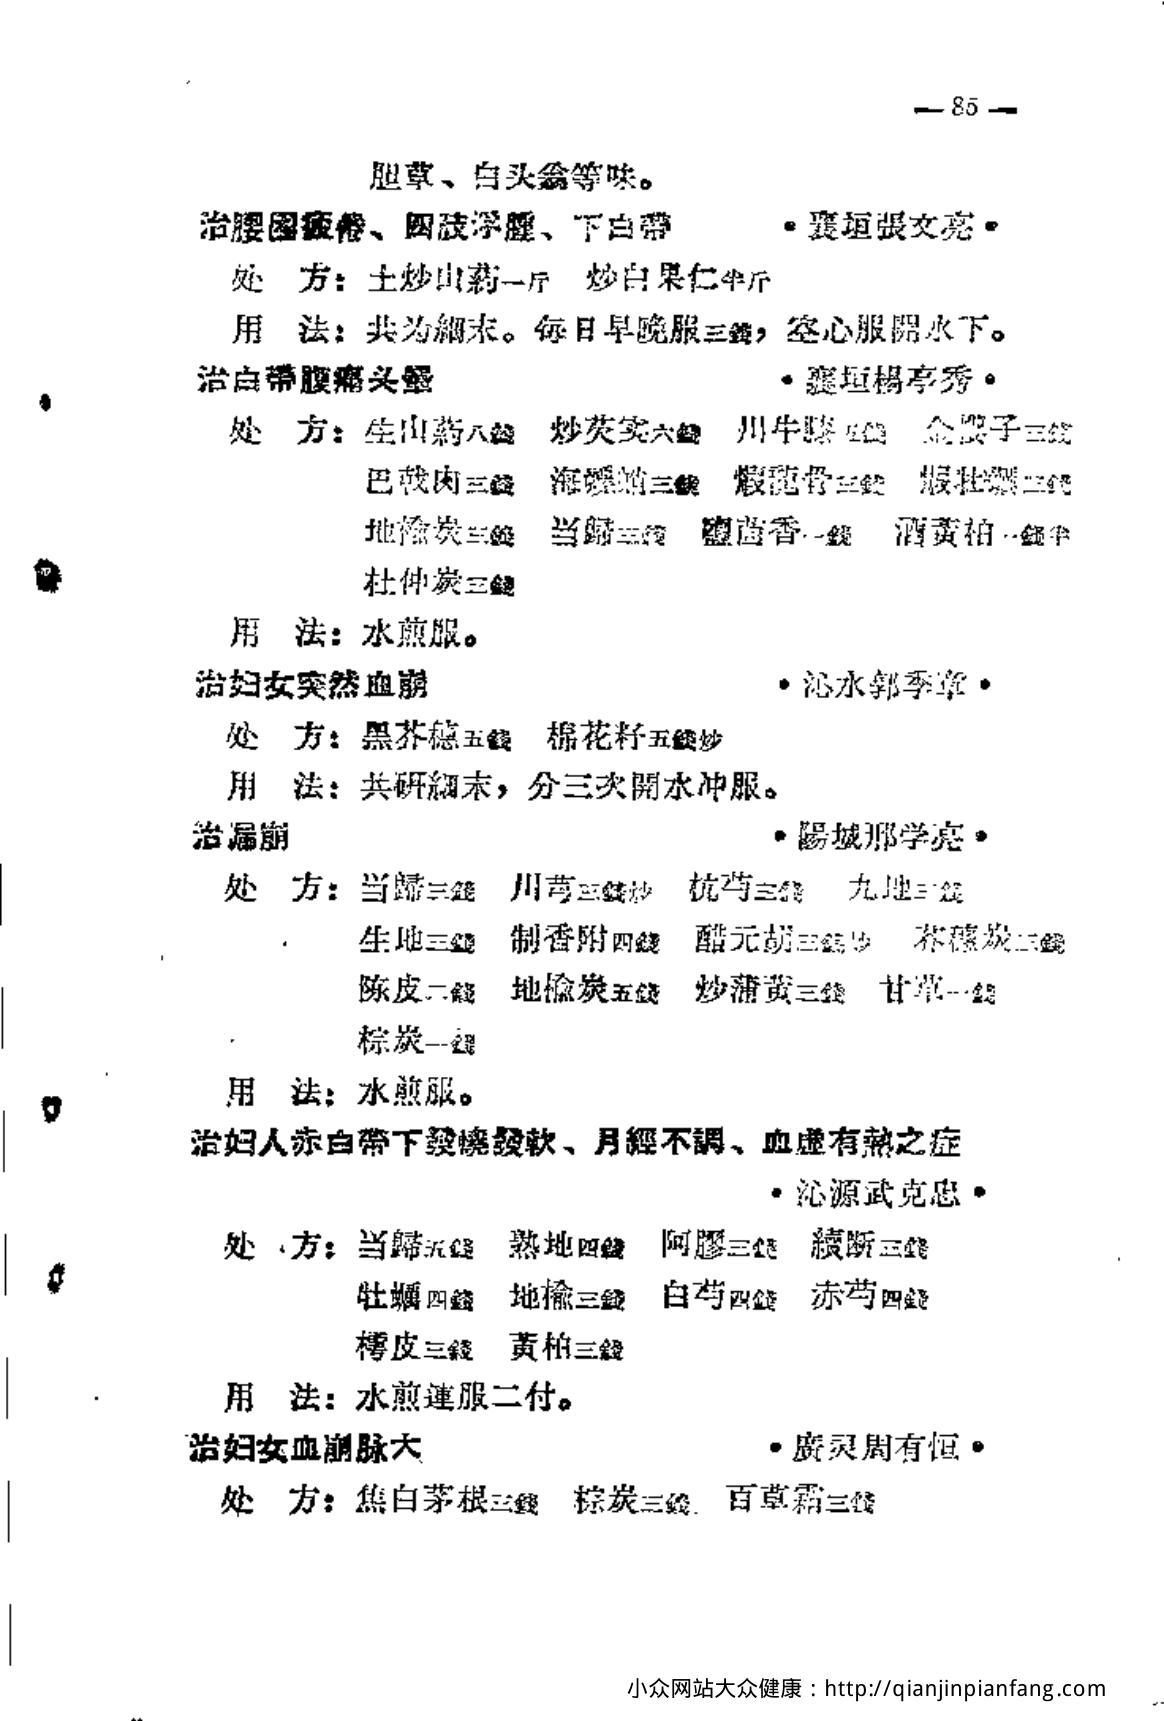 — 85 —
胆草、白头翁等味。
治腰困疲倦、四肢浮腫、下白帶 •襄垣張文亮•
处 方：土炒山葯一斤 炒白果仁半斤
用 法：共为細末。每日早晚服三錢，空心服開水下。
治白帶腹痛头暈 •襄垣楊亭秀•
处 方：生山葯八錢 炒芡实六錢 川牛膝五錢 金櫻子三錢
巴戟肉三錢 海螵蛸三錢 煅龍骨三錢 煅牡蠣三錢
地榆炭三錢 当歸三錢 鹽茴香一錢 酒黃柏一錢半
杜仲炭三錢
用 法：水煎服。
治妇女突然血崩 •沁水郭季章•
处 方：黑芥穗五錢 棉花籽五錢炒
用 法：共研細末，分三次開水冲服。
治漏崩 •陽城邢学亮•
处 方：当歸三錢 川芎三錢炒 杭芍三錢 九地三錢
生地三錢 制香附四錢 醋元胡三錢炒 芥穗炭二錢
陈皮二錢 地榆炭五錢 炒蒲黃三錢 甘草一錢
棕炭一錢
用 法：水煎服。
治妇人赤白帶下發燒發軟、月經不調、血虛有熱之症
•沁源武克忠•
处 方：当歸五錢 熟地四錢 阿膠三錢 續断三錢
牡蠣四錢 地榆三錢 白芍四錢 赤芍四錢
樗皮三錢 黃柏三錢
用 法：水煎連服二付。
治妇女血崩脉大 •廣灵周有恒•
处 方：焦白茅根三錢 棕炭三錢 百草霜三錢
小众网站大众健康：http://qianjinpianfang.com